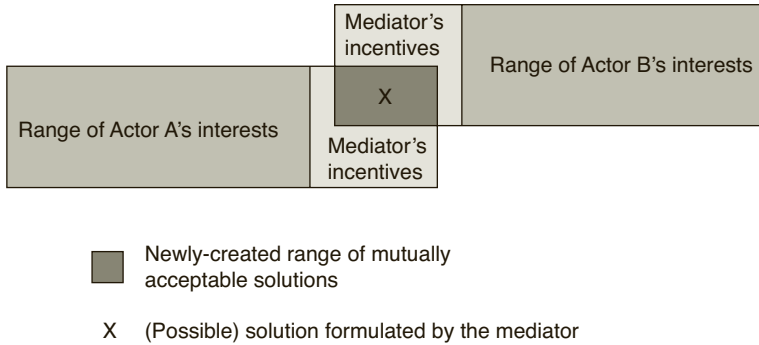 Mediator's
incentives
Range of Actor B's interests
Range of Actor A's interests
X
Mediator's
incentives
Newly-created range of mutually
acceptable solutions
X (Possible) solution formulated by the mediator